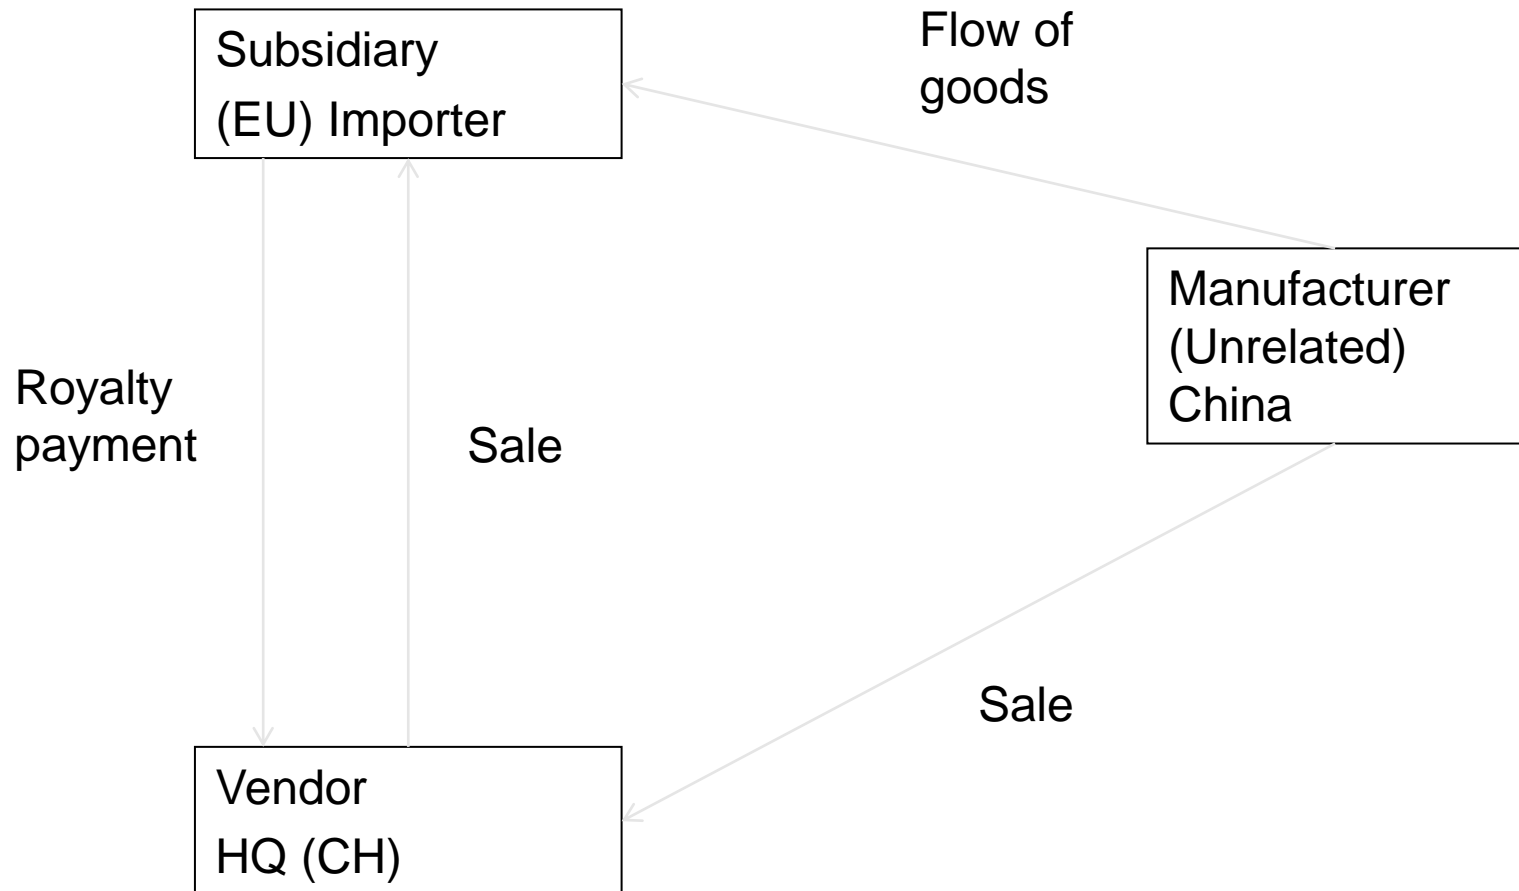 Subsidiary
(EU) Importer
Flow of
goods
Manufacturer
(Unrelated)
China
Royalty
payment
Sale
Sale
Vendor
HQ (CH)